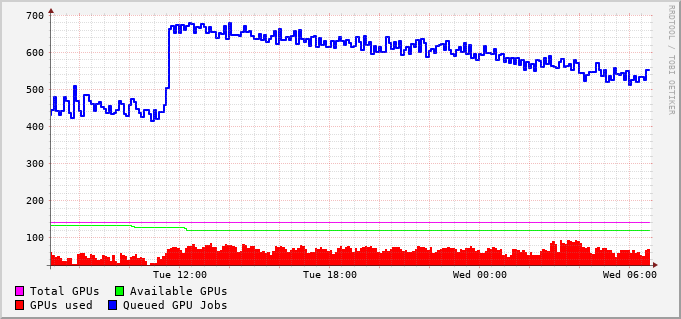 700
600
500
400
300
200
100
Tue 12:00 Tue 18:00 Wed 00:00 Wed 06:00
Total GPUs Available GPUs
GPUs used Queued GPU Jobs
RRDTOOL / TOBI OETIKER